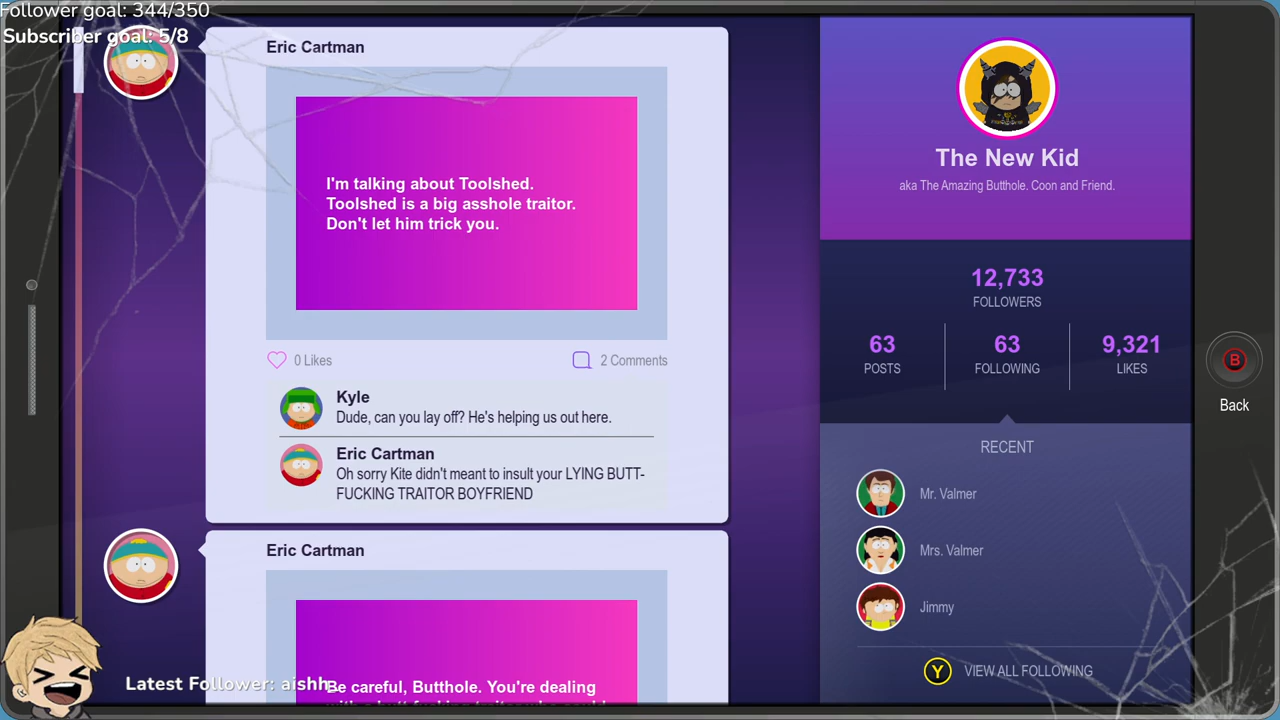 Follower goal: 344/350
Subscriber goal: 5/8
Eric Cartman
I'm talking about Toolshed.
Toolshed is a big asshole traitor.
Don't let him trick you.
0 Likes
2 Comments
Kyle
Dude, can you lay off? He's helping us out here.
Eric Cartman
Oh sorry Kite didn't meant to insult your LYING BUTT-
FUCKING TRAITOR BOYFRIEND
Eric Cartman
Be careful, Butthole. You're dealing
Latest Follower: aishh
The New Kid
aka The Amazing Butthole. Coon and Friend.
12,733
FOLLOWERS
63
POSTS
63
FOLLOWING
9,321
LIKES
RECENT
Mr. Valmer
Mrs. Valmer
Jimmy
Y VIEW ALL FOLLOWING
B
Back